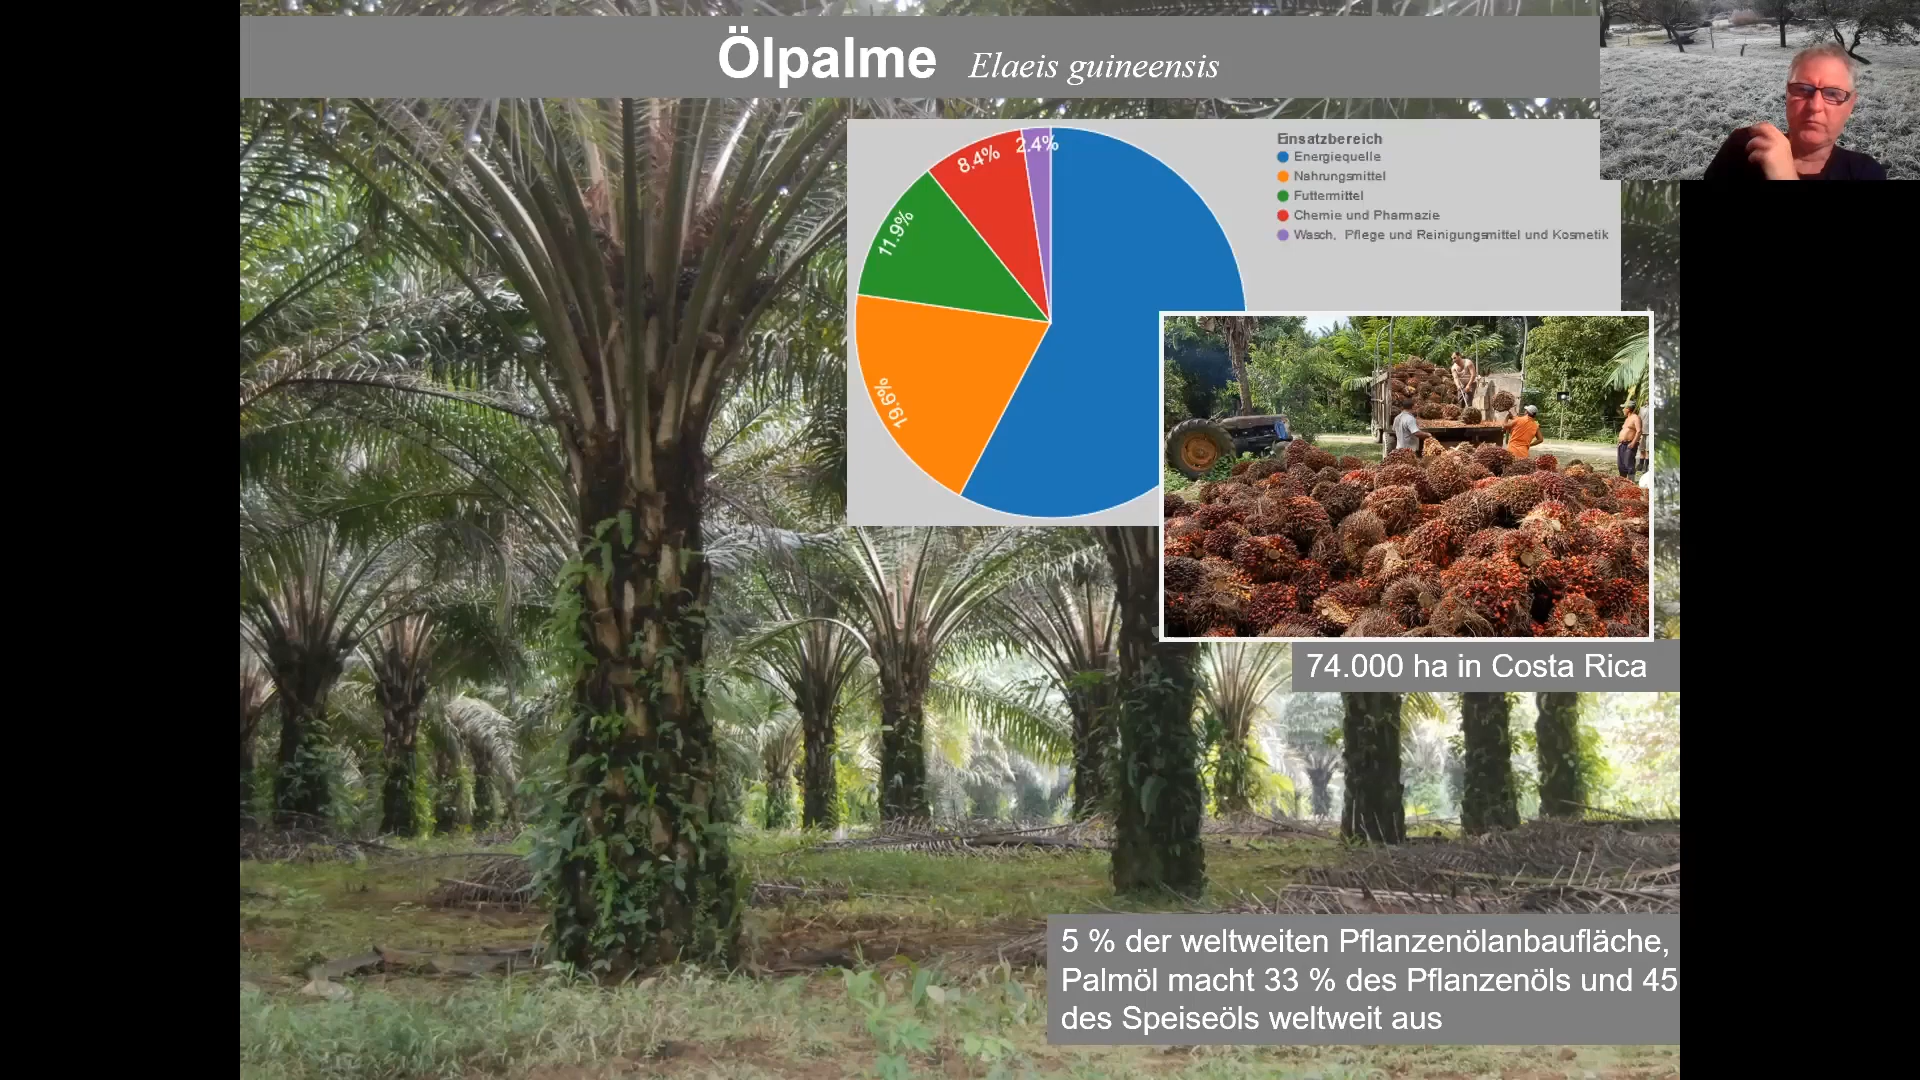 Ölpalme Elaeis guineensis
2.4%
8.4%
11.9%
19.6%
Einsatzbereich
Energiequelle
Nahrungsmittel
Futtermittel
Chemie und Pharmazie
Wasch, Pflege und Reinigungsmittel und Kosmetik
74.000 ha in Costa Rica
5 % der weltweiten Pflanzenölanbaufläche,
Palmöl macht 33 % des Pflanzenöls und 45
des Speiseöls weltweit aus